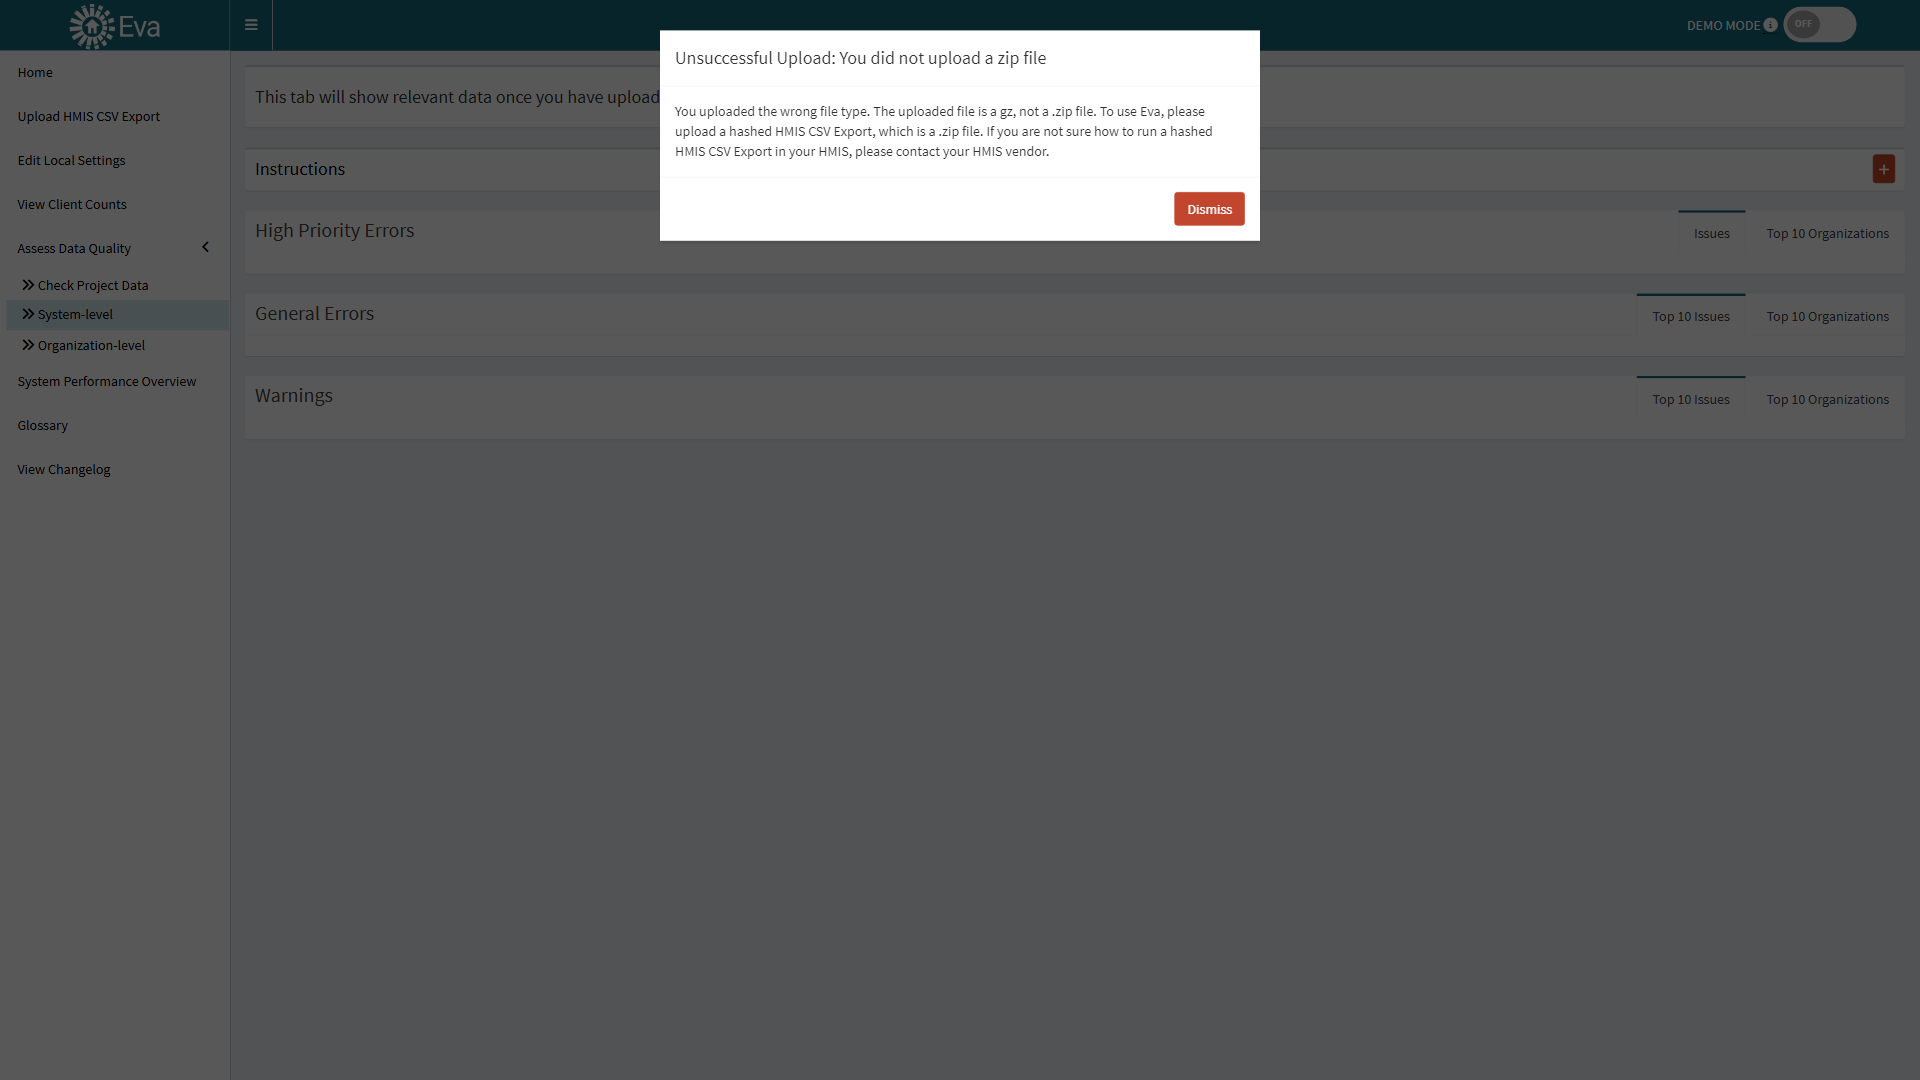 Eva
DEMO MODE
OFF
Unsuccessful Upload: You did not upload a zip file
You uploaded the wrong file type. The uploaded file is a gz, not a .zip file. To use Eva, please
upload a hashed HMIS CSV Export, which is a .zip file. If you are not sure how to run a hashed
HMIS CSV Export in your HMIS, please contact your HMIS vendor.
Dismiss
Home
Upload HMIS CSV Export
Edit Local Settings
View Client Counts
Assess Data Quality
Check Project Data
System-level
Organization-level
System Performance Overview
Glossary
View Changelog
This tab will show relevant data once you have upload
Instructions
High Priority Errors
Issues
Top 10 Organizations
General Errors
Top 10 Issues
Top 10 Organizations
Warnings
Top 10 Issues
Top 10 Organizations